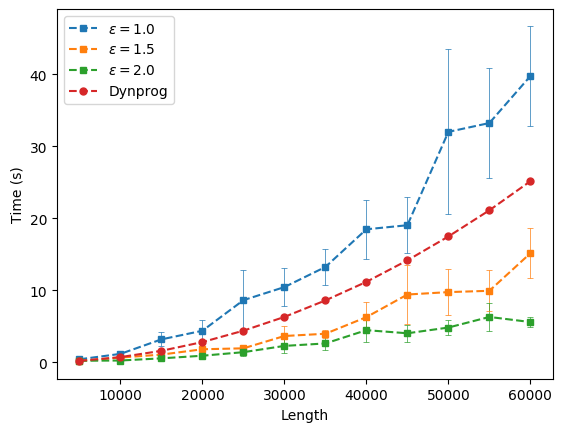 ε = 1.0
ε = 1.5
ε = 2.0
Dynprog
40
30
20
10
0
Time (s)
10000 20000 30000 40000 50000 60000
Length